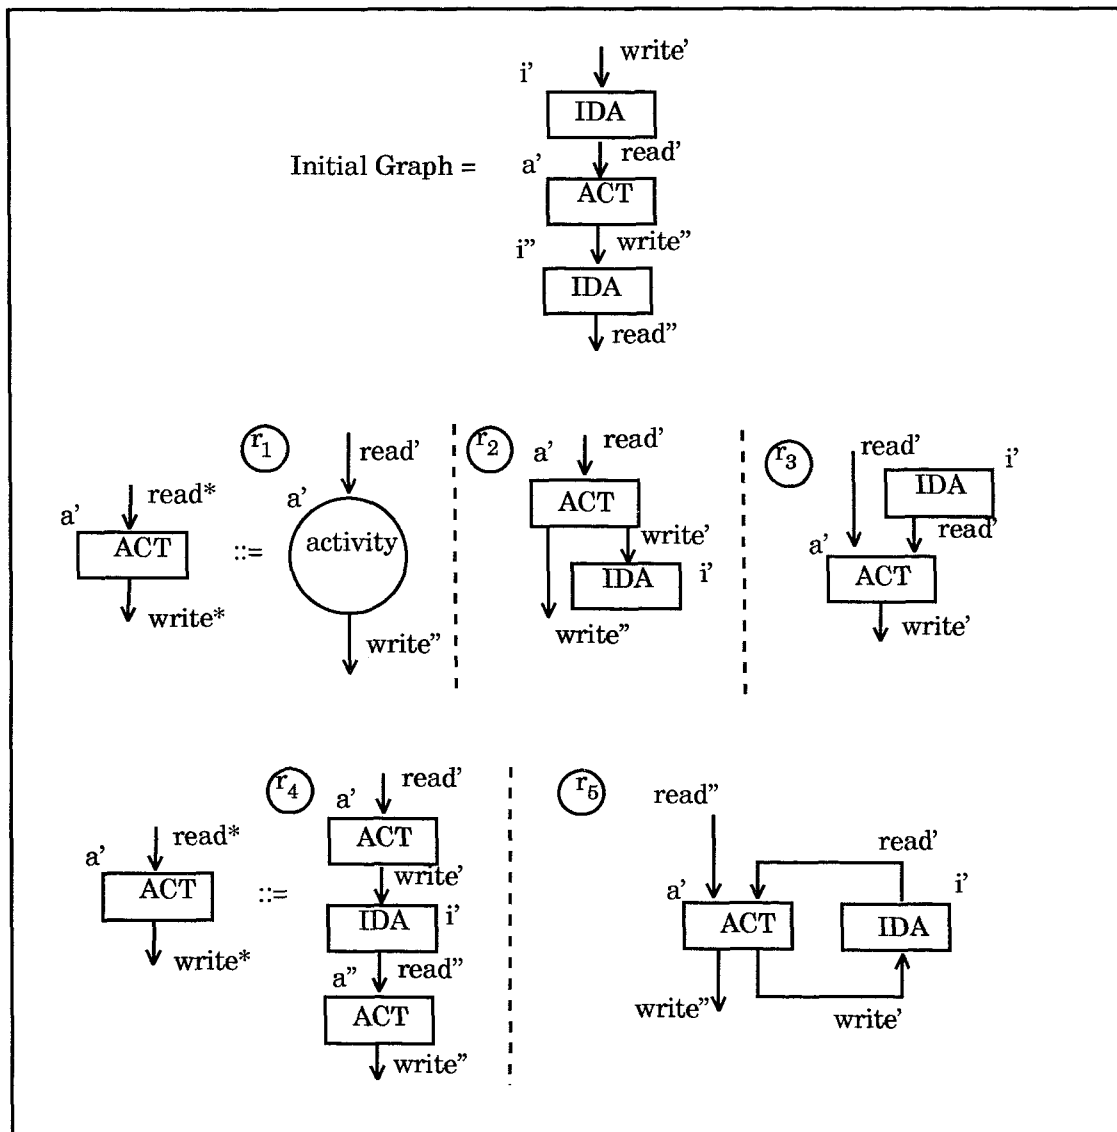 write'
i'
IDA
read'
Initial Graph =
a'
ACT
write”
i”
IDA
read”
r1
read'
a'
activity
write”
read*
a'
ACT
::=
write*
r2
read'
a'
ACT
write'
IDA
i'
write”
r3
read'
i'
IDA
read'
a'
ACT
write'
r4
read'
a'
ACT
write'
IDA
i'
read”
a”
ACT
write”
read*
a'
ACT
::=
write*
r5
read”
read'
a'
i'
ACT
IDA
write”
write'